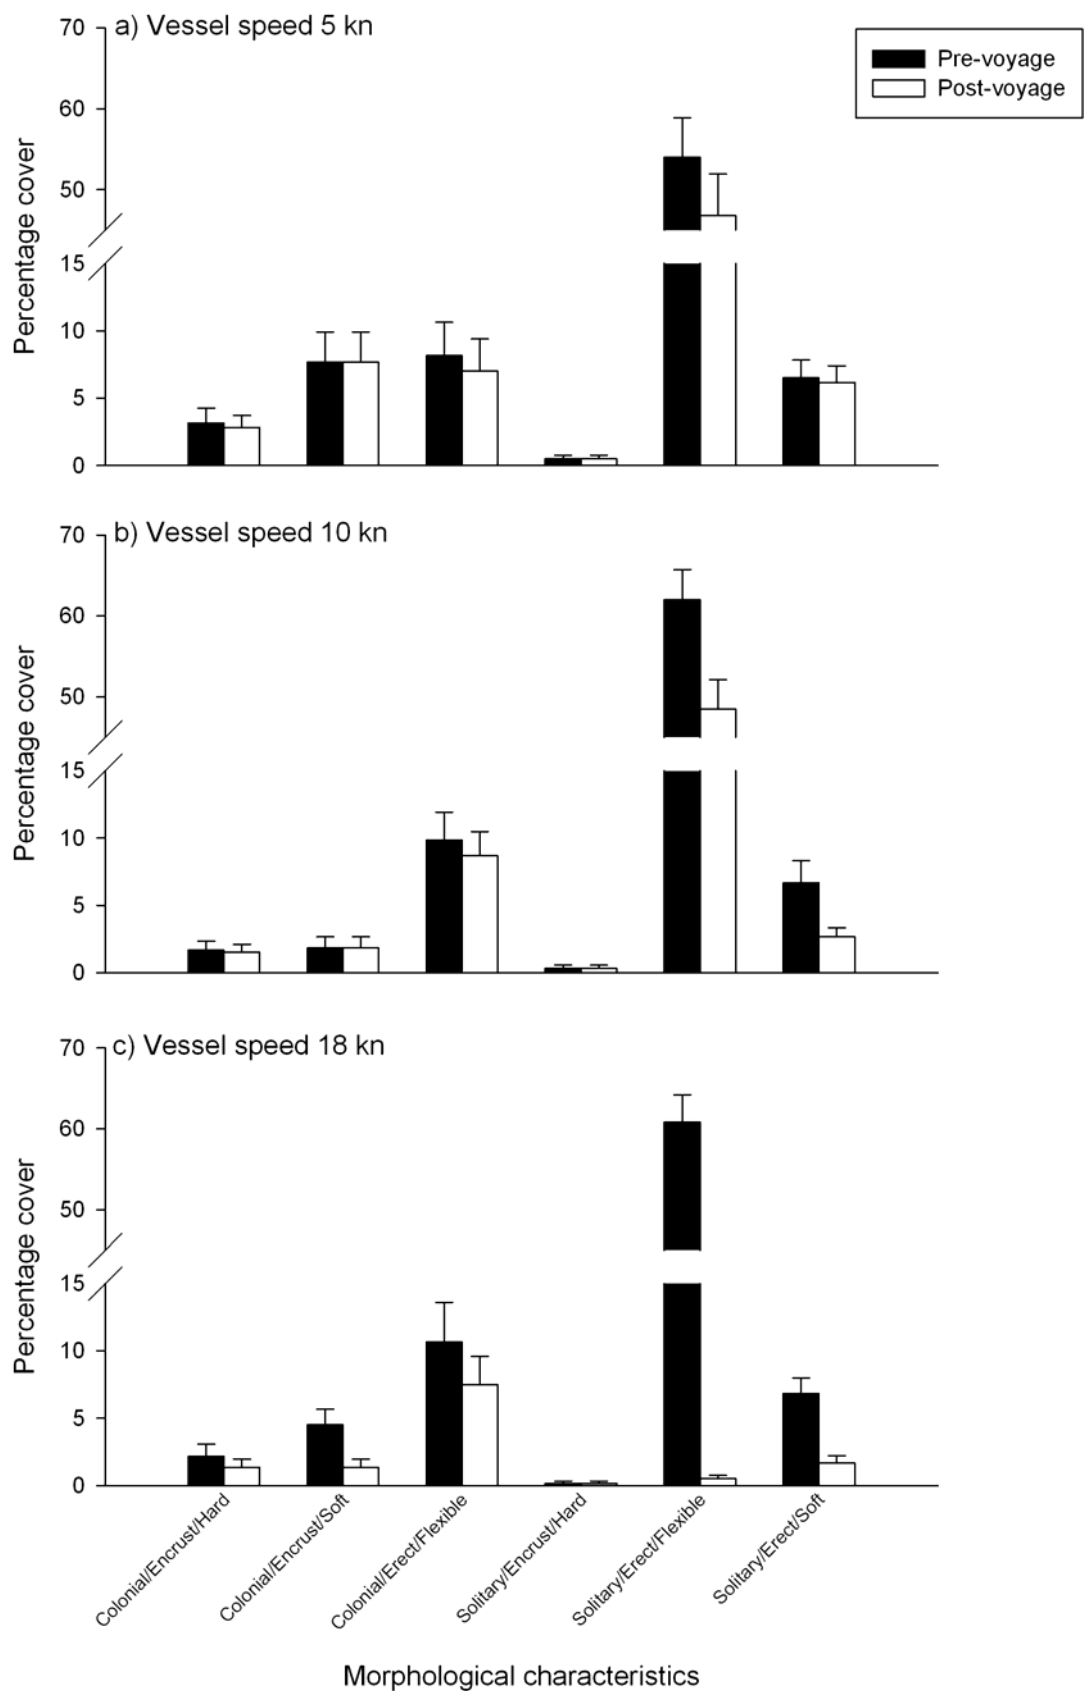 a) Vessel speed 5 kn
Pre-voyage
Post-voyage
Percentage cover
70
60
50
15
10
5
0
b) Vessel speed 10 kn
Percentage cover
70
60
50
15
10
5
0
c) Vessel speed 18 kn
Percentage cover
70
60
50
15
10
5
0
Colonial/Encrust/Hard
Colonial/Encrust/Soft
Colonial/Erect/Flexible
Solitary/Encrust/Hard
Solitary/Erect/Flexible
Solitary/Erect/Soft
Morphological characteristics